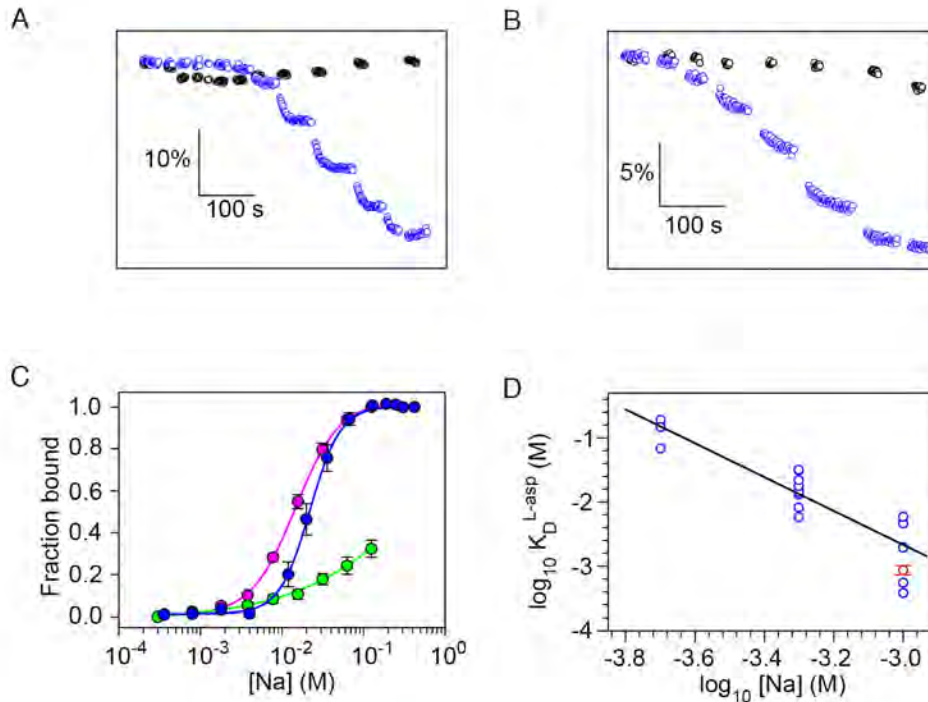 A
10%
100 s
B
5%
100 s
C
Fraction bound
1.0
0.8
0.6
0.4
0.2
0.0
10-4
10-3
10-2
10-1
100
[Na] (M)
D
log10 KD L-asp (M)
-1
-2
-3
-4
-3.8
-3.6
-3.4
-3.2
-3.0
log10 [Na] (M)